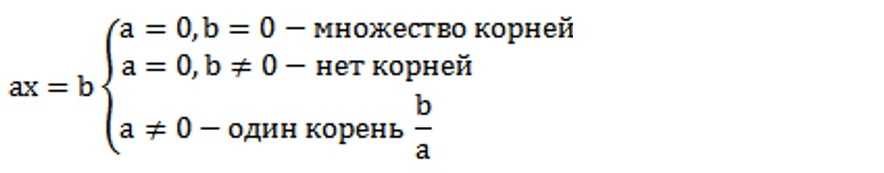 a = 0, b = 0 − множество корней
a = 0, b ≠ 0 − нет корней
ax = b
a ≠ 0 − один корень b/a